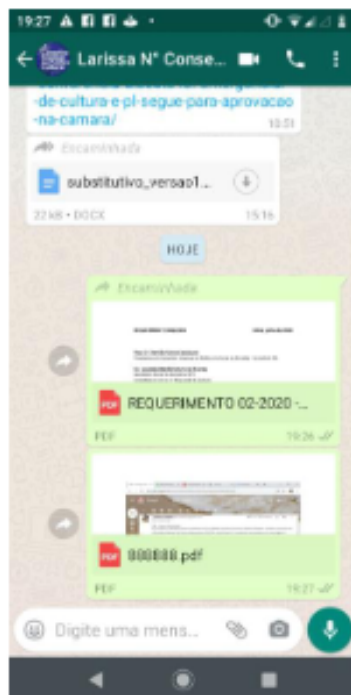 19:27
Larissa N° Conse...
-de-cultura-e-pl-segue-para-aprovacao
-na-camara/
10:51
Encaminhada
substitutivo_versao1...
22 kB • DOCX
15:16
HOJE
Encaminhada
REQUERIMENTO 02-2020 -...
PDF
19:26
888888.pdf
PDF
19:27
Digite uma mens...